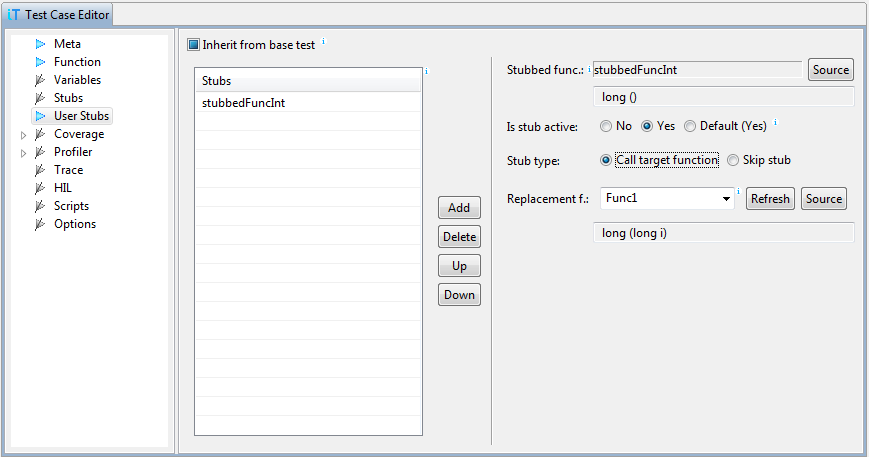 iT Test Case Editor
Meta
Function
Variables
Stubs
User Stubs
Coverage
Profiler
Trace
HIL
Scripts
Options
Inherit from base test i
Stubs i
stubbedFuncInt
Add
Delete
Up
Down
Stubbed func.: i stubbedFuncInt Source
long ()
Is stub active: No Yes Default (Yes) i
Stub type: Call target function Skip stub
Replacement f.: Func1 i Refresh Source
long (long i)